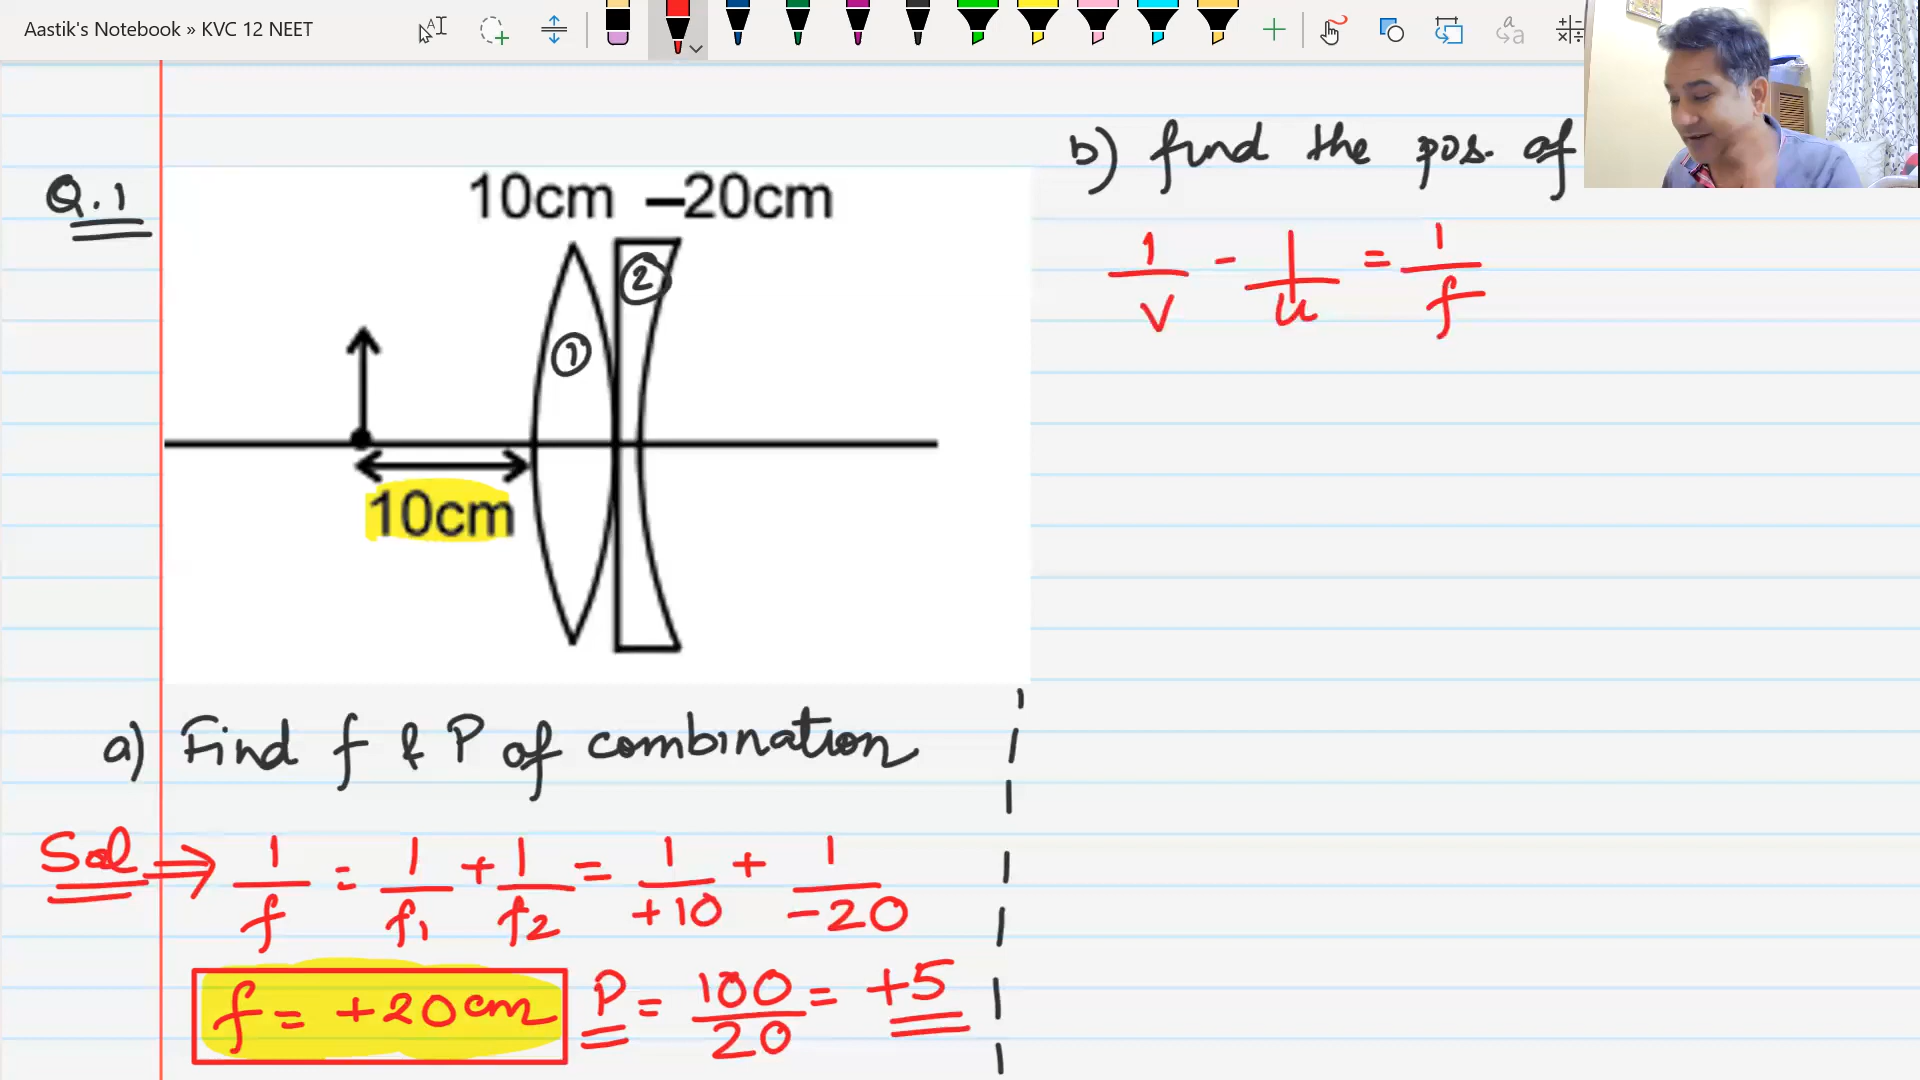 Aastik's Notebook » KVC 12 NEET
Q.1
10cm –20cm
1
2
10cm
a) Find f & P of combination
Sol ⇒ 1/f = 1/f₁ + 1/f₂ = 1/+10 + 1/-20
f = +20cm P = 100/20 = +5
b) find the pos. of
1/v - 1/u = 1/f